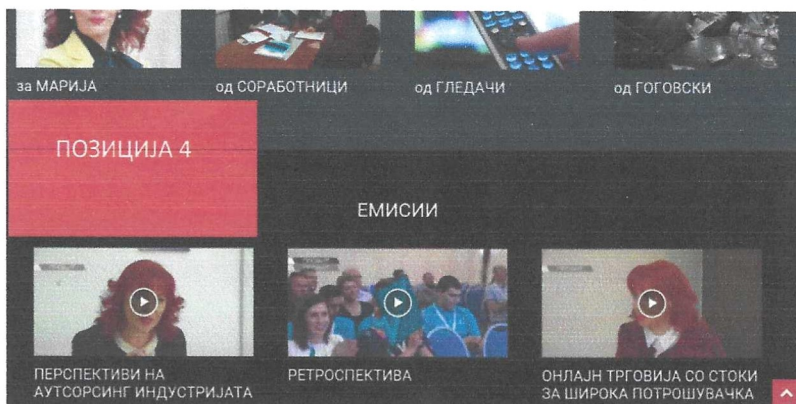 за МАРИЈА
од СОРАБОТНИЦИ
од ГЛЕДАЧИ
од ГОГОВСКИ
ПОЗИЦИЈА 4
ЕМИСИИ
ПЕРСПЕКТИВИ НА
АУТСОРСИНГ ИНДУСТРИЈАТА
РЕТРОСПЕКТИВА
ОНЛАЈН ТРГОВИЈА СО СТОКИ
ЗА ШИРОКА ПОТРОШУВАЧКА